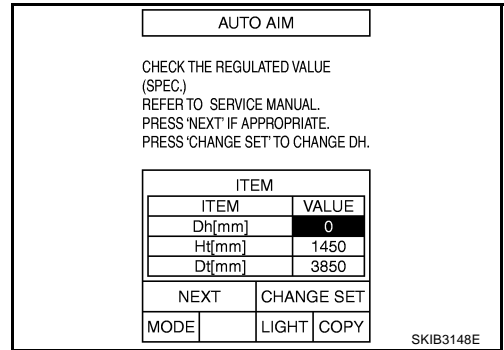 AUTO AIM
CHECK THE REGULATED VALUE
(SPEC.)
REFER TO SERVICE MANUAL.
PRESS 'NEXT' IF APPROPRIATE.
PRESS 'CHANGE SET' TO CHANGE DH.
ITEM
ITEM VALUE
Dh[mm] 0
Ht[mm] 1450
Dt[mm] 3850
NEXT CHANGE SET
MODE LIGHT COPY
SKIB3148E